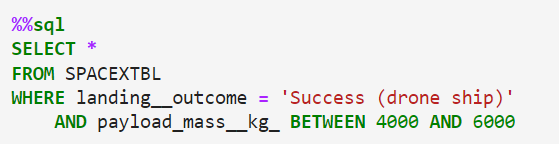 %%sql
SELECT *
FROM SPACEXTBL
WHERE landing__outcome = 'Success (drone ship)'
    AND payload_mass__kg_ BETWEEN 4000 AND 6000